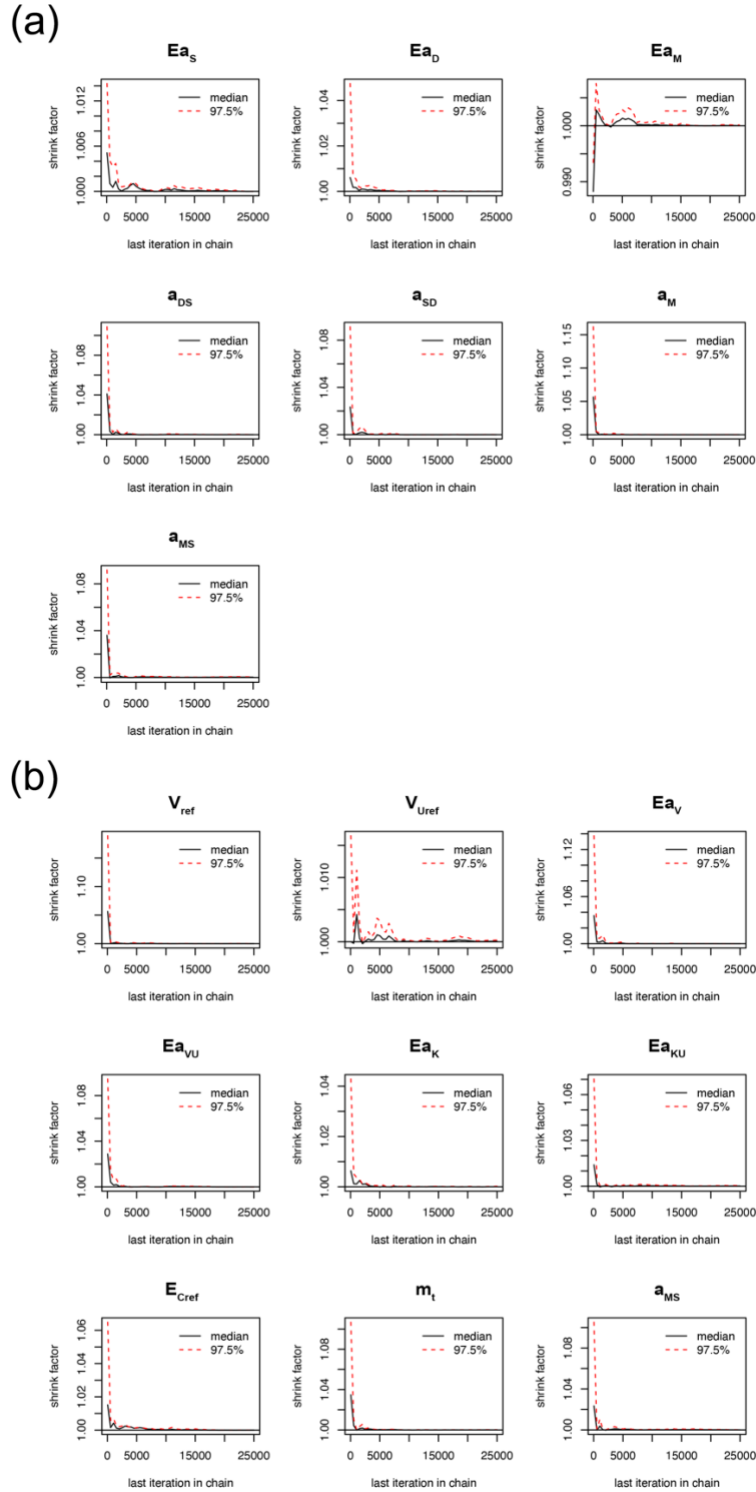 (a)
Ea_S
shrink factor
1.000 1.006 1.012
median
97.5%
0 5000 15000 25000
last iteration in chain
Ea_D
shrink factor
1.00 1.02 1.04
median
97.5%
0 5000 15000 25000
last iteration in chain
Ea_M
shrink factor
0.990 1.000
median
97.5%
0 5000 15000 25000
last iteration in chain
a_DS
shrink factor
1.00 1.04 1.08
median
97.5%
0 5000 15000 25000
last iteration in chain
a_SD
shrink factor
1.00 1.04 1.08
median
97.5%
0 5000 15000 25000
last iteration in chain
a_M
shrink factor
1.00 1.05 1.10 1.15
median
97.5%
0 5000 15000 25000
last iteration in chain
a_MS
shrink factor
1.00 1.04 1.08
median
97.5%
0 5000 15000 25000
last iteration in chain
(b)
V_ref
shrink factor
1.00 1.10
median
97.5%
0 5000 15000 25000
last iteration in chain
V_Uref
shrink factor
1.000 1.010
median
97.5%
0 5000 15000 25000
last iteration in chain
Ea_V
shrink factor
1.00 1.06 1.12
median
97.5%
0 5000 15000 25000
last iteration in chain
Ea_VU
shrink factor
1.00 1.04 1.08
median
97.5%
0 5000 15000 25000
last iteration in chain
Ea_K
shrink factor
1.00 1.02 1.04
median
97.5%
0 5000 15000 25000
last iteration in chain
Ea_KU
shrink factor
1.00 1.03 1.06
median
97.5%
0 5000 15000 25000
last iteration in chain
E_Cref
shrink factor
1.00 1.02 1.04 1.06
median
97.5%
0 5000 15000 25000
last iteration in chain
m_t
shrink factor
1.00 1.04 1.08
median
97.5%
0 5000 15000 25000
last iteration in chain
a_MS
shrink factor
1.00 1.04 1.08
median
97.5%
0 5000 15000 25000
last iteration in chain